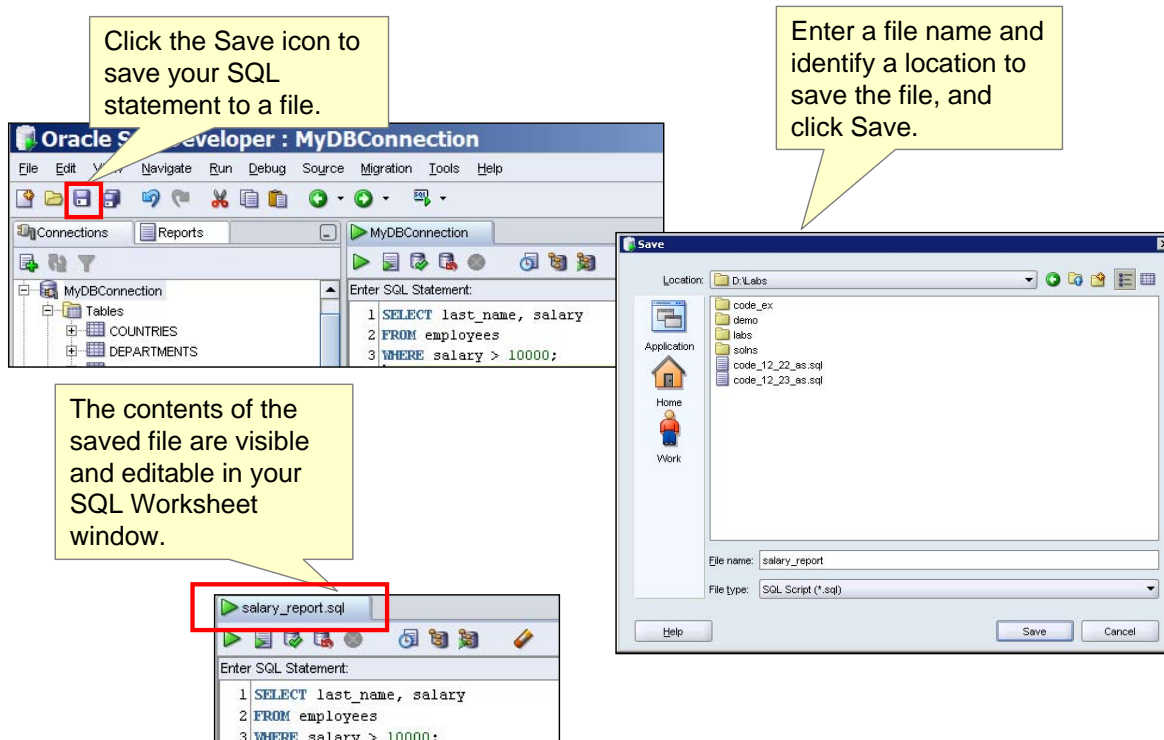 Click the Save icon to
save your SQL
statement to a file.
Enter a file name and
identify a location to
save the file, and
click Save.
Oracle S veloper : MyDBConnection
File Edit Navigate Run Debug Source Migration Tools Help
Connections Reports MyDBConnection
MyDBConnection
Tables
COUNTRIES
DEPARTMENTS
Enter SQL Statement:
1 SELECT last_name, salary
2 FROM employees
3 WHERE salary > 10000;
Save
Location: D:\Labs
Application
Home
Work
code_ex
demo
labs
solns
code_12_22_as.sql
code_12_23_as.sql
File name: salary_report
File type: SQL Script (*.sql)
Help Save Cancel
The contents of the
saved file are visible
and editable in your
SQL Worksheet
window.
salary_report.sql
Enter SQL Statement:
1 SELECT last_name, salary
2 FROM employees
3 WHERE salary > 10000;